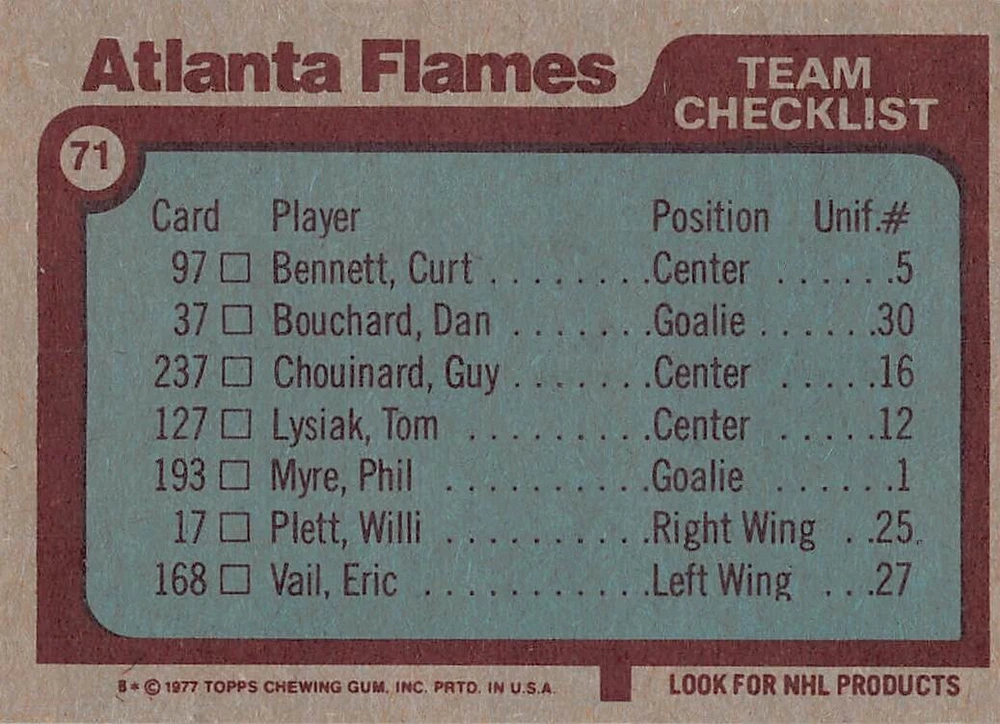 Atlanta Flames
TEAM
CHECKLIST
71
Card Player Position Unif.#
97 □ Bennett, Curt . . . . . . . .Center . . . . . .5
37 □ Bouchard, Dan . . . . . . .Goalie . . . . . .30
237 □ Chouinard, Guy . . . . . . .Center . . . . .16
127 □ Lysiak, Tom . . . . . . . . .Center . . . . .12
193 □ Myre, Phil . . . . . . . . . .Goalie . . . . . .1
17 □ Plett, Willi . . . . . . . . . .Right Wing . .25
168 □ Vail, Eric . . . . . . . . . . .Left Wing . . .27
B* © 1977 TOPPS CHEWING GUM, INC. PRTD. IN U.S.A.
LOOK FOR NHL PRODUCTS